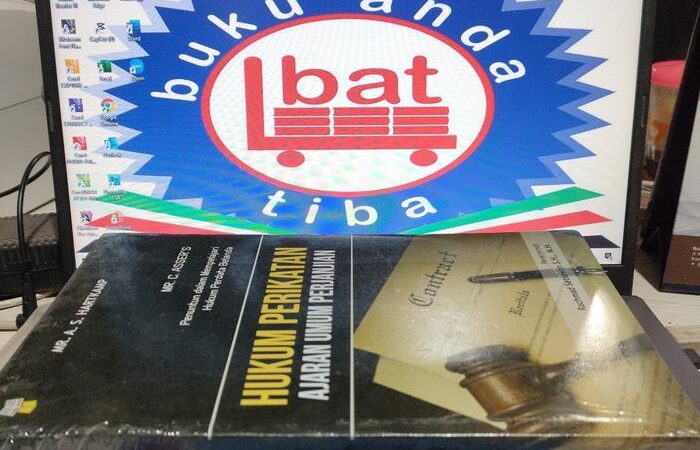 buku anda
bat
tiba
MR. A. S. HARTKAMP
MR. C. ASSER'S
Penuntun dalam Mempelajari
Hukum Perdata Belanda
HUKUM PERIKATAN
AJARAN UMUM PERJANJIAN
Contract
Recitals